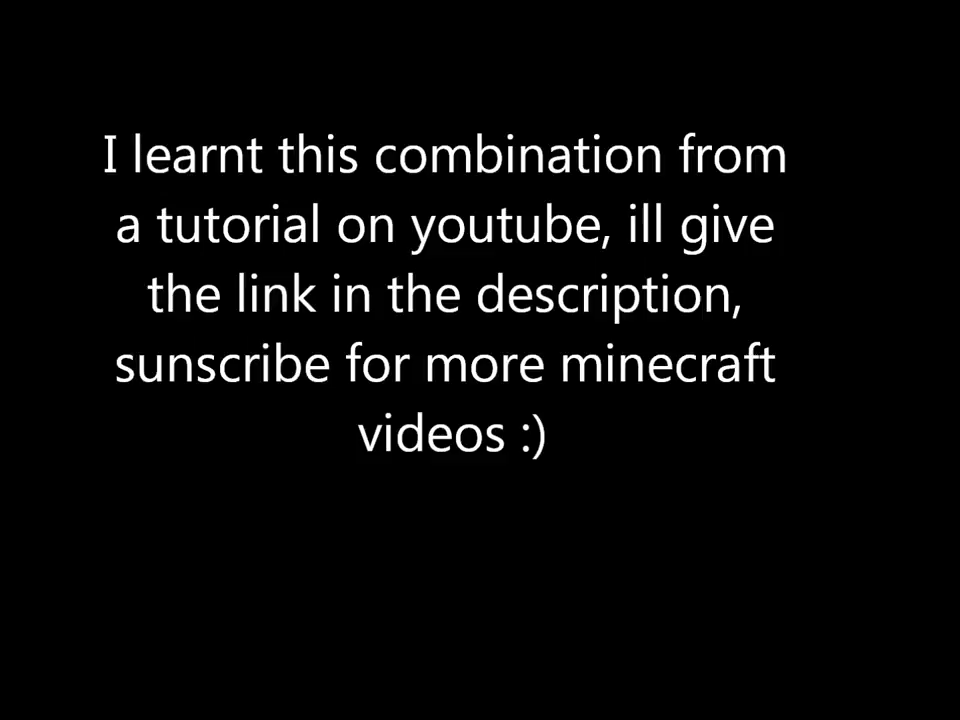 I learnt this combination from
a tutorial on youtube, ill give
the link in the description,
sunscribe for more minecraft
videos :)